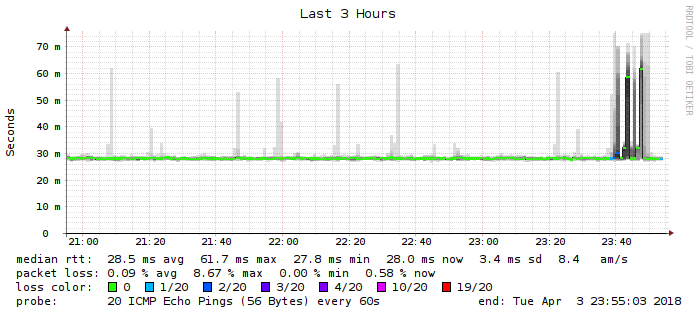 Last 3 Hours
RRDTOOL / TOBI OETIKER
Seconds
70 m
60 m
50 m
40 m
30 m
20 m
10 m
0
21:00 21:20 21:40 22:00 22:20 22:40 23:00 23:20 23:40
median rtt: 28.5 ms avg 61.7 ms max 27.8 ms min 28.0 ms now 3.4 ms sd 8.4 am/s
packet loss: 0.09 % avg 8.67 % max 0.00 % min 0.58 % now
loss color: 0 1/20 2/20 3/20 4/20 10/20 19/20
probe: 20 ICMP Echo Pings (56 Bytes) every 60s end: Tue Apr 3 23:55:03 2018